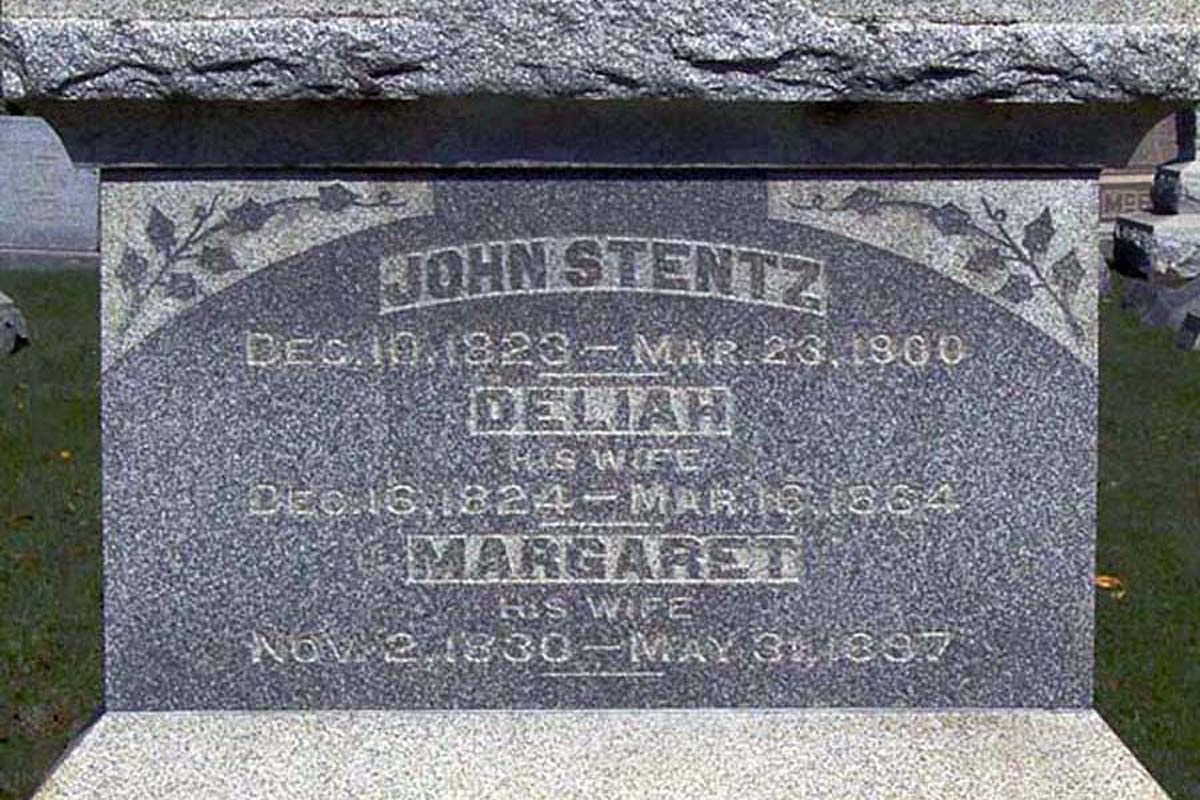 JOHN STENTZ
DEC. 10, 1823 — MAR. 23, 1900
DELIAH
HIS WIFE
DEC. 16, 1824 — MAR. 16, 1864
MARGARET
HIS WIFE
NOV. 2, 1830 — MAY 31, 1897